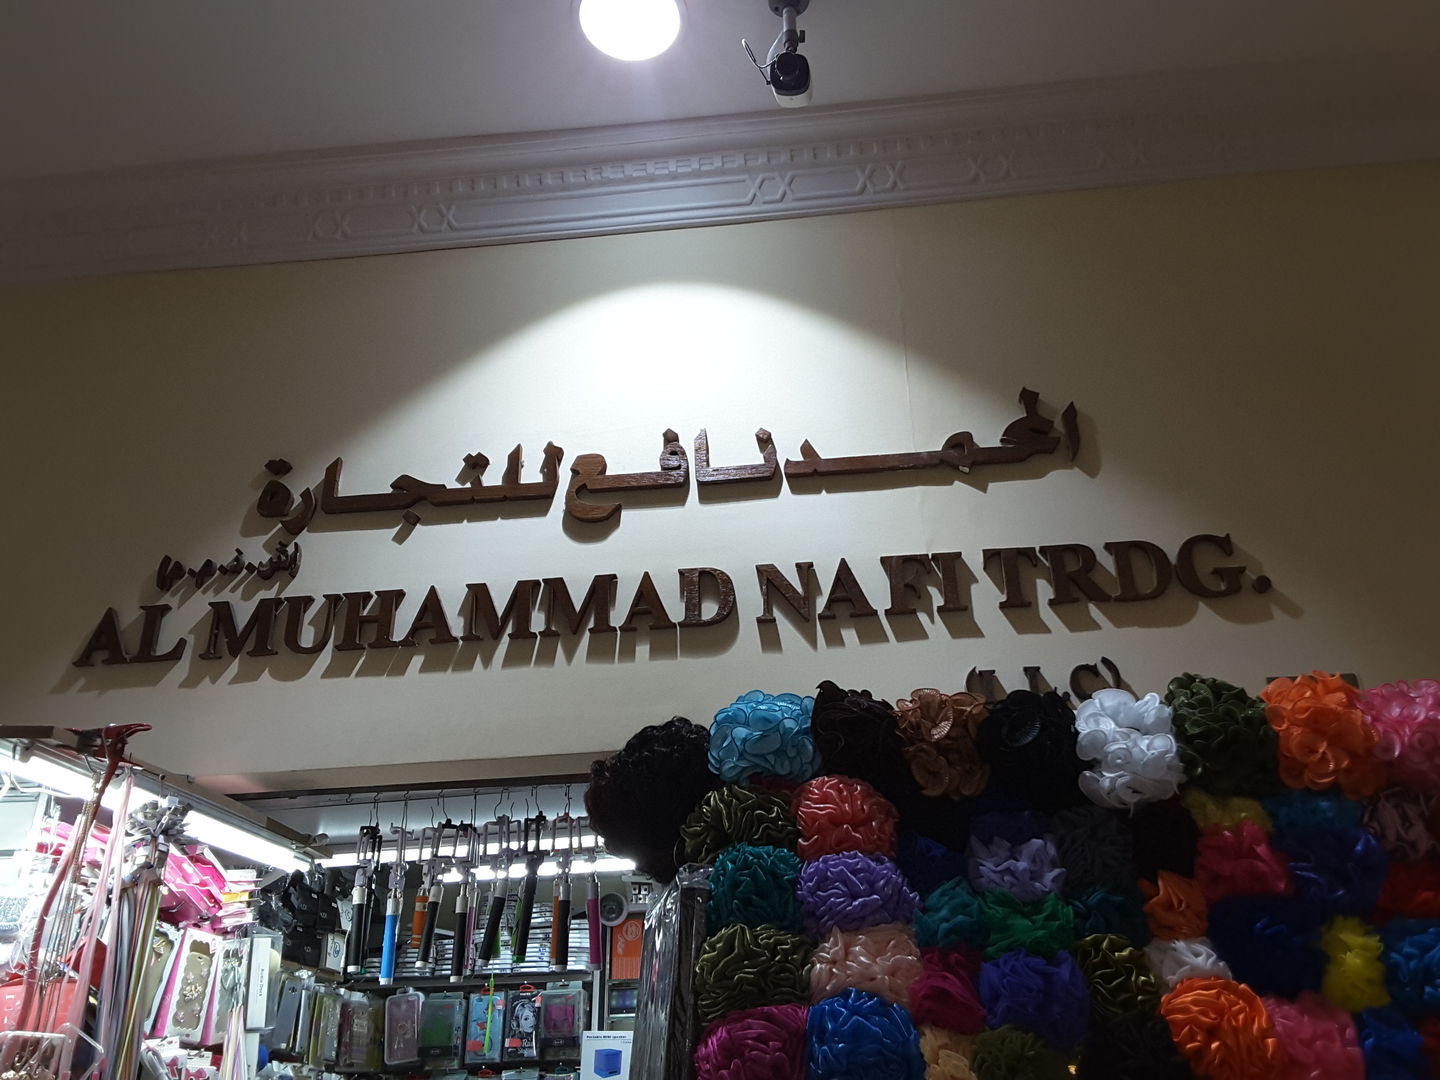 المحمد نافع للتجارة
(ش.ذ.م.م)
AL MUHAMMAD NAFI TRDG.